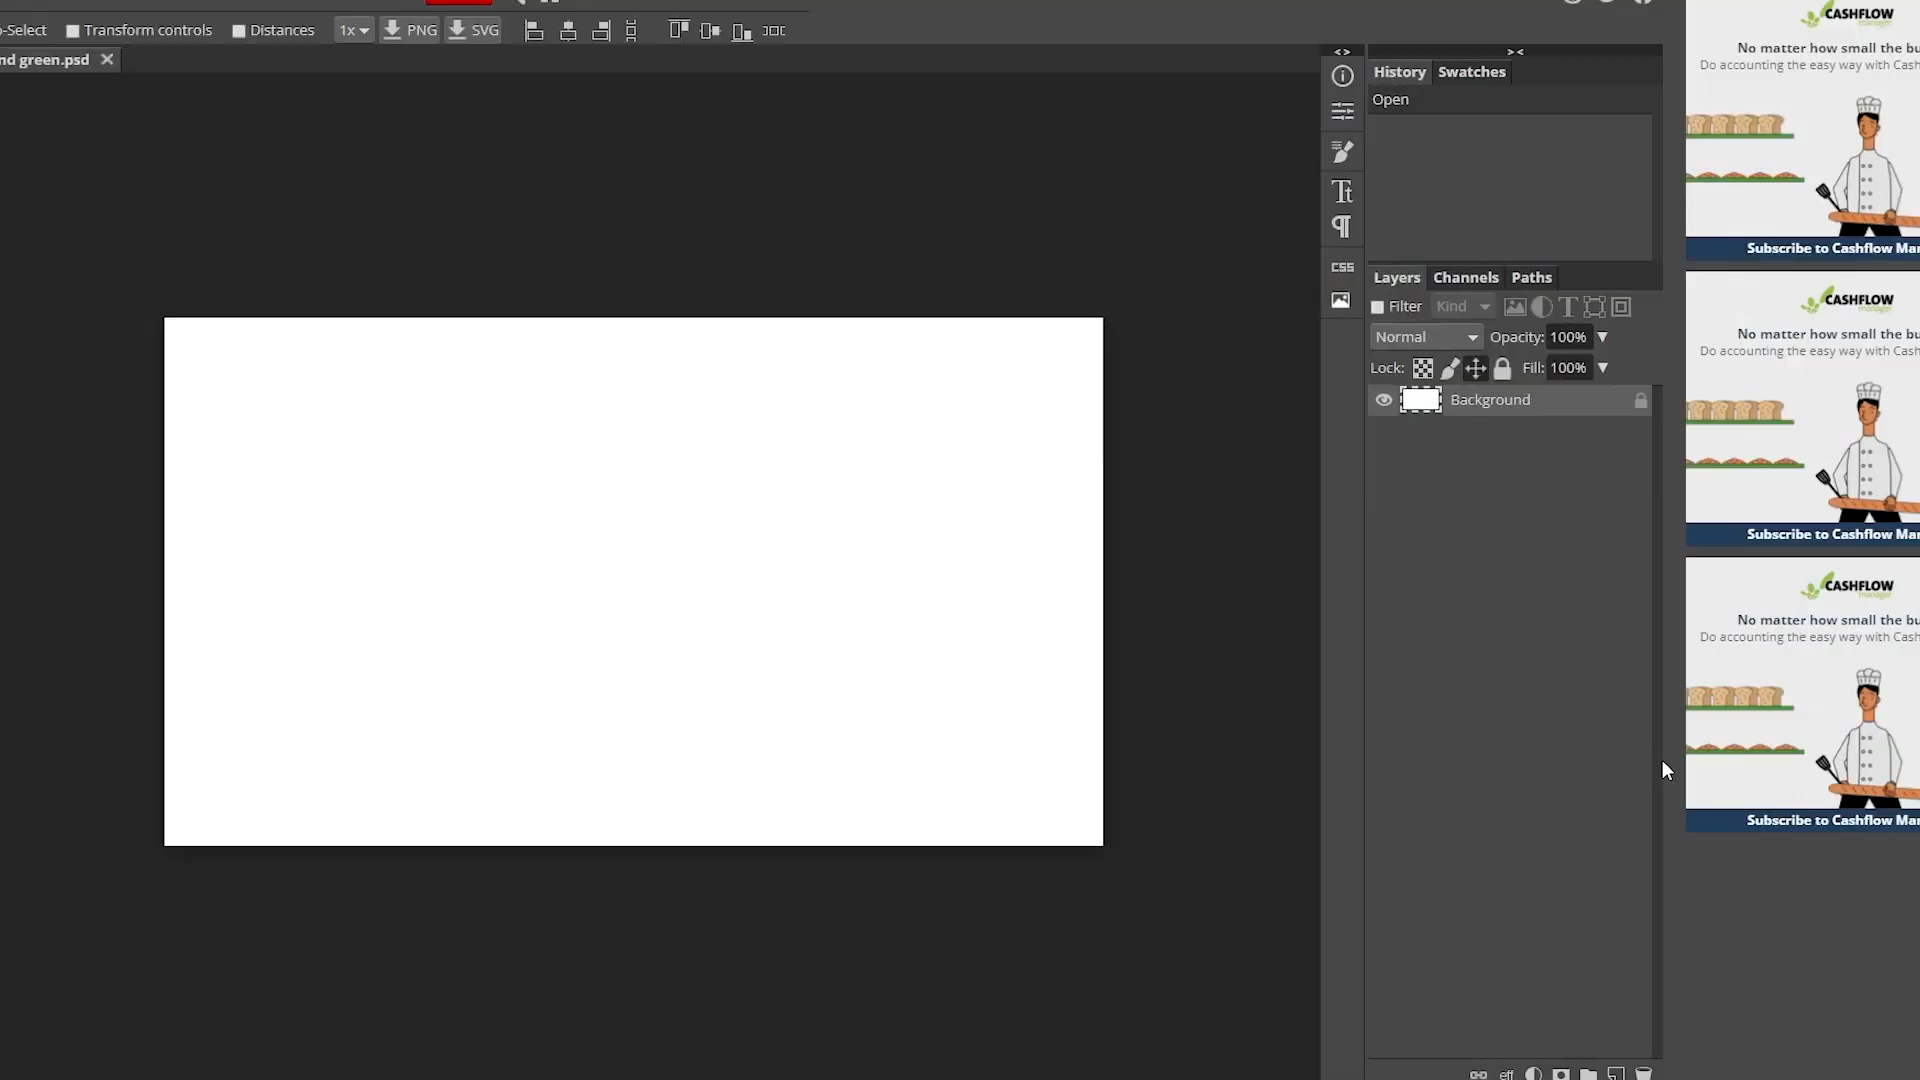 -Select Transform controls Distances 1x PNG SVG
nd green.psd
History Swatches
Open
CSS
Layers Channels Paths
Filter Kind
Normal Opacity: 100%
Lock: Fill: 100%
Background
eff
CASHFLOW
manager
No matter how small the bu
Do accounting the easy way with Cash
Subscribe to Cashflow Mar
CASHFLOW
manager
No matter how small the bu
Do accounting the easy way with Cash
Subscribe to Cashflow Mar
CASHFLOW
manager
No matter how small the bu
Do accounting the easy way with Cash
Subscribe to Cashflow Mar